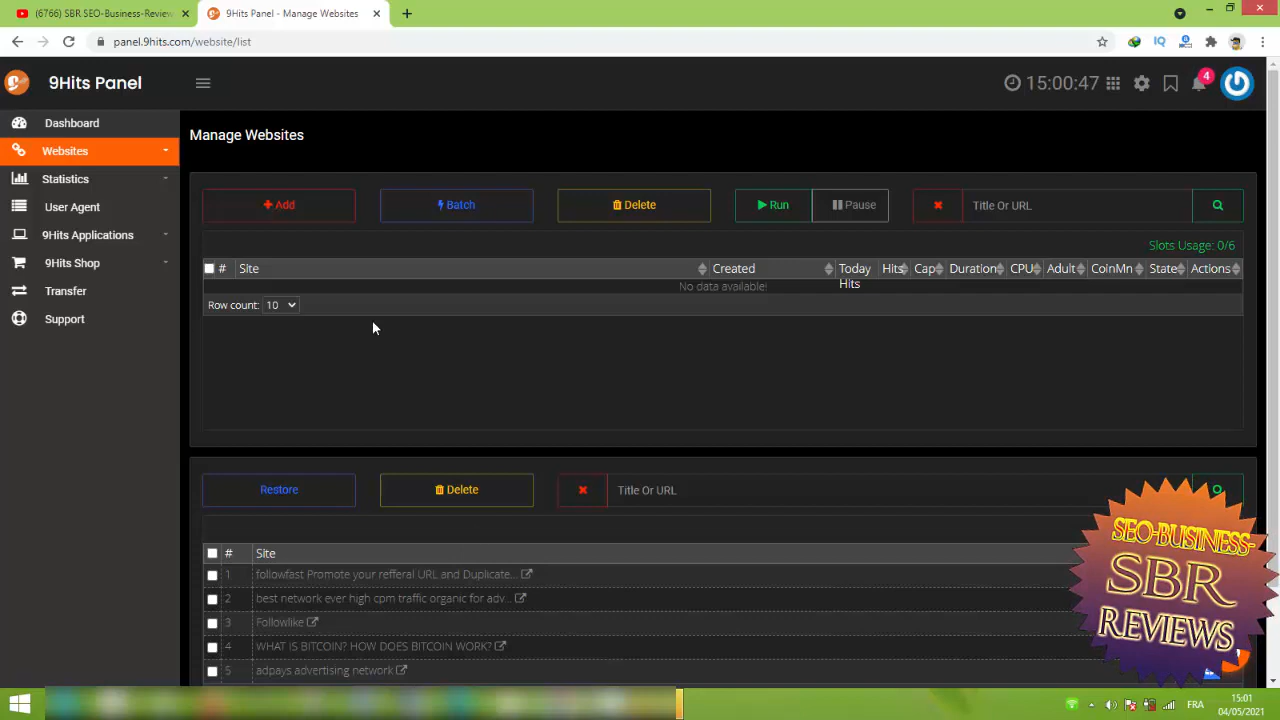 (6766) SBR SEO-Business-Review
9Hits Panel - Manage Websites
panel.9hits.com/website/list
9Hits Panel
15:00:47
4
Dashboard
Websites
Statistics
User Agent
9Hits Applications
9Hits Shop
Transfer
Support
Manage Websites
Add
Batch
Delete
Run
Pause
Title Or URL
Slots Usage: 0/6
# Site Created Today Hits Hits Cap Duration CPU Adult CoinMn State Actions
No data available!
Row count: 10
Restore
Delete
Title Or URL
# Site
1 followfast Promote your refferal URL and Duplicate...
2 best network ever high cpm traffic organic for adv...
3 Followlike
4 WHAT IS BITCOIN? HOW DOES BITCOIN WORK?
5 adpays advertising network
SEO-BUSINESS-
SBR
REVIEWS
FRA
15:01
04/05/2021